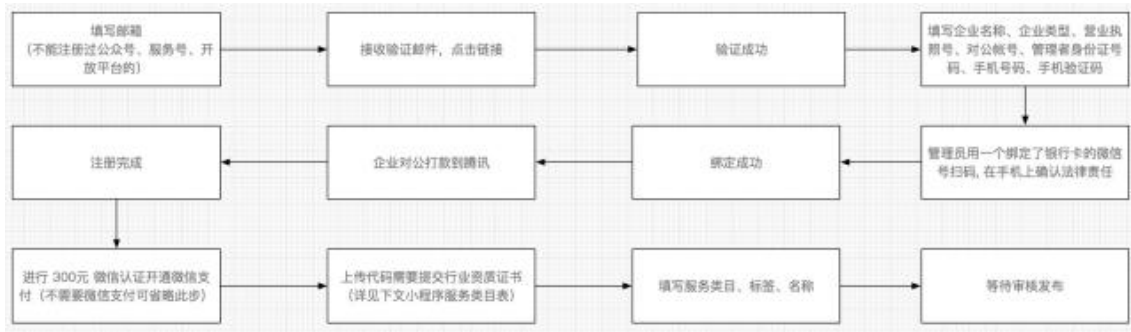 填写邮箱
（不能注册过公众号、服务号、开
放平台的）
接收验证邮件，点击链接
验证成功
填写企业名称、企业类型、营业执
照号、对公帐号、管理者身份证号
码、手机号码、手机验证码
管理员用一个绑定了银行卡的微信
号扫码, 在手机上确认法律责任
绑定成功
企业对公打款到腾讯
注册完成
进行 300元 微信认证开通微信支
付（不需要微信支付可省略此步）
上传代码需要提交行业资质证书
（详见下文小程序服务类目表）
填写服务类目、标签、名称
等待审核发布